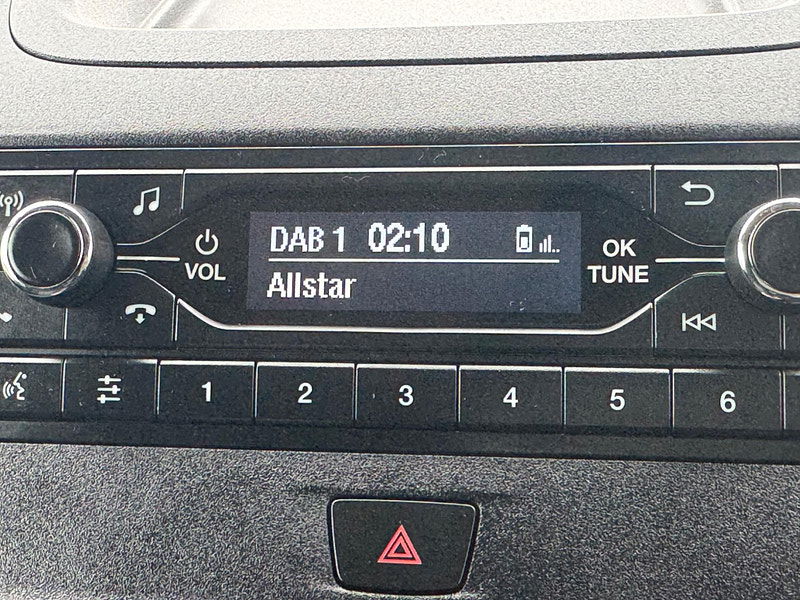 DAB 1 02:10
Allstar
VOL
OK
TUNE
1 2 3 4 5 6